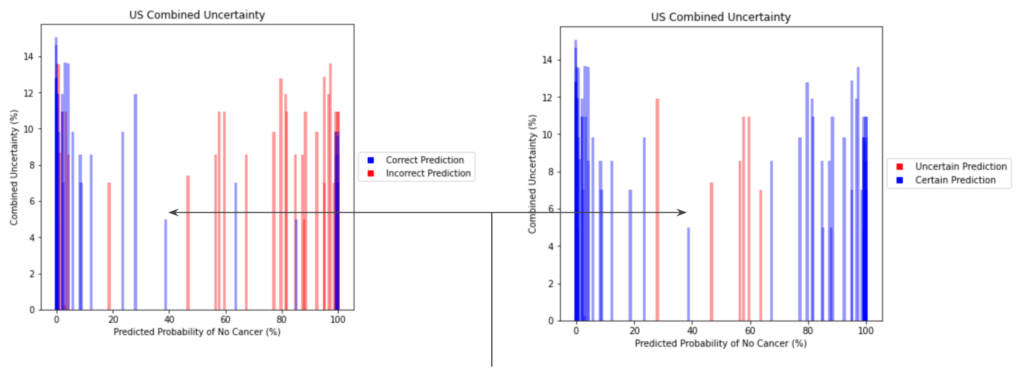 US Combined Uncertainty
Combined Uncertainty (%)
14
12
10
8
6
4
2
0
0 20 40 60 80 100
Predicted Probability of No Cancer (%)
Correct Prediction
Incorrect Prediction
US Combined Uncertainty
Combined Uncertainty (%)
14
12
10
8
6
4
2
0
0 20 40 60 80 100
Predicted Probability of No Cancer (%)
Uncertain Prediction
Certain Prediction